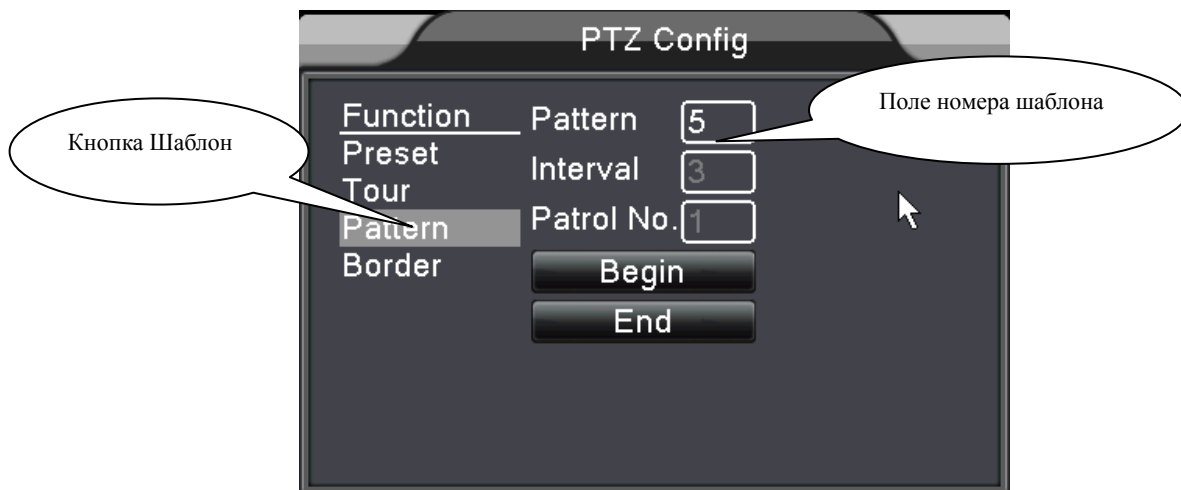 PTZ Config
Кнопка Шаблон
Поле номера шаблона
Function
Preset
Tour
Pattern
Border
Pattern 5
Interval 3
Patrol No. 1
Begin
End